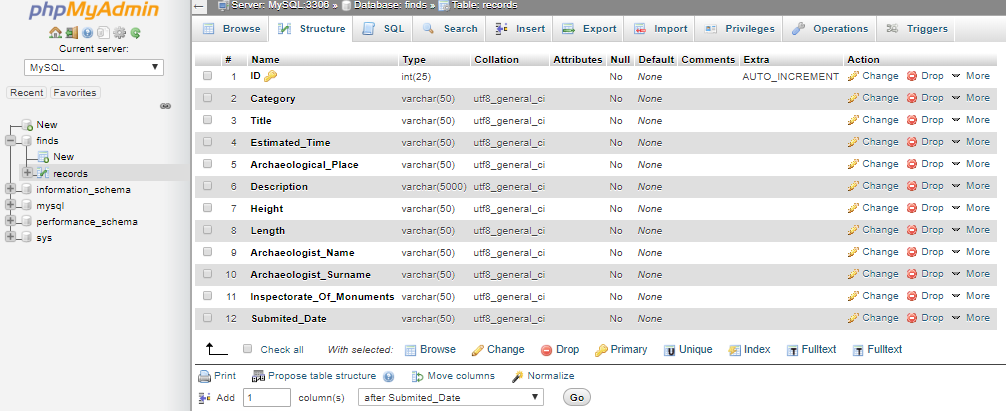 phpMyAdmin
Current server:
MySQL
Recent Favorites
New
finds
New
records
information_schema
mysql
performance_schema
sys
Server: MySQL:3306 » Database: finds » Table: records
Browse Structure SQL Search Insert Export Import Privileges Operations Triggers
# Name Type Collation Attributes Null Default Comments Extra Action
1 ID int(25) No None AUTO_INCREMENT Change Drop More
2 Category varchar(50) utf8_general_ci No None Change Drop More
3 Title varchar(50) utf8_general_ci No None Change Drop More
4 Estimated_Time varchar(50) utf8_general_ci No None Change Drop More
5 Archaeological_Place varchar(50) utf8_general_ci No None Change Drop More
6 Description varchar(5000) utf8_general_ci No None Change Drop More
7 Height varchar(50) utf8_general_ci No None Change Drop More
8 Length varchar(50) utf8_general_ci No None Change Drop More
9 Archaeologist_Name varchar(50) utf8_general_ci No None Change Drop More
10 Archaeologist_Surname varchar(50) utf8_general_ci No None Change Drop More
11 Inspectorate_Of_Monuments varchar(50) utf8_general_ci No None Change Drop More
12 Submited_Date varchar(50) utf8_general_ci No None Change Drop More
Check all With selected: Browse Change Drop Primary Unique Index Fulltext Fulltext
Print Propose table structure Move columns Normalize
Add 1 column(s) after Submited_Date Go